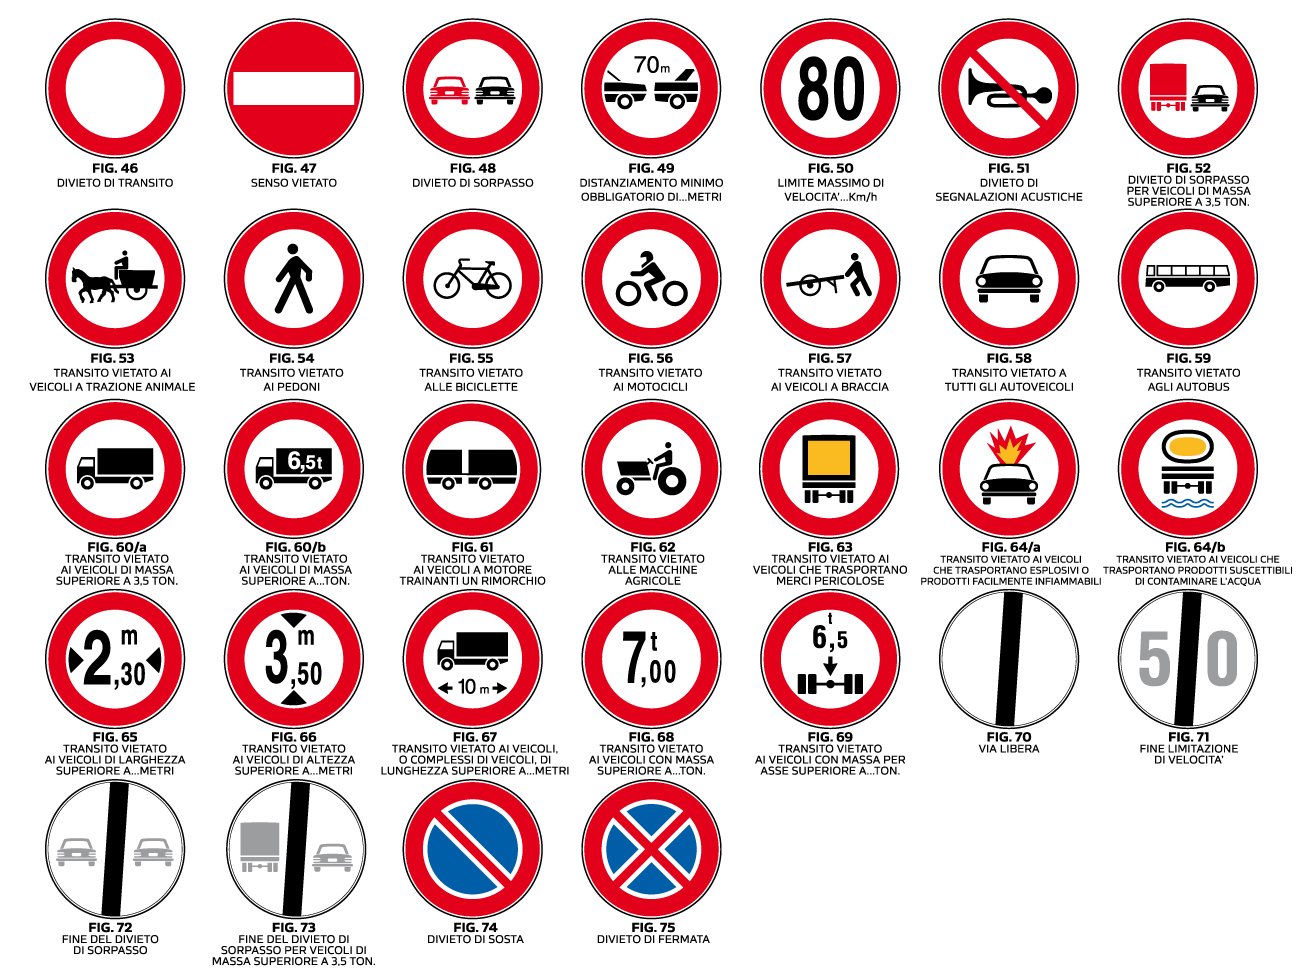 70m
80
FIG. 46
DIVIETO DI TRANSITO
FIG. 47
SENSO VIETATO
FIG. 48
DIVIETO DI SORPASSO
FIG. 49
DISTANZIAMENTO MINIMO
OBBLIGATORIO DI...METRI
FIG. 50
LIMITE MASSIMO DI
VELOCITA'...Km/h
FIG. 51
DIVIETO DI
SEGNALAZIONI ACUSTICHE
FIG. 52
DIVIETO DI SORPASSO
PER VEICOLI DI MASSA
SUPERIORE A 3,5 TON.
FIG. 53
TRANSITO VIETATO AI
VEICOLI A TRAZIONE ANIMALE
FIG. 54
TRANSITO VIETATO
AI PEDONI
FIG. 55
TRANSITO VIETATO
ALLE BICICLETTE
FIG. 56
TRANSITO VIETATO
AI MOTOCICLI
FIG. 57
TRANSITO VIETATO
AI VEICOLI A BRACCIA
FIG. 58
TRANSITO VIETATO A
TUTTI GLI AUTOVEICOLI
FIG. 59
TRANSITO VIETATO
AGLI AUTOBUS
6,5t
FIG. 60/a
TRANSITO VIETATO
AI VEICOLI DI MASSA
SUPERIORE A 3,5 TON.
FIG. 60/b
TRANSITO VIETATO
AI VEICOLI DI MASSA
SUPERIORE A...TON.
FIG. 61
TRANSITO VIETATO
AI VEICOLI A MOTORE
TRAINANTI UN RIMORCHIO
FIG. 62
TRANSITO VIETATO
ALLE MACCHINE
AGRICOLE
FIG. 63
TRANSITO VIETATO AI
VEICOLI CHE TRASPORTANO
MERCI PERICOLOSE
FIG. 64/a
TRANSITO VIETATO AI VEICOLI
CHE TRASPORTANO ESPLOSIVI O
PRODOTTI FACILMENTE INFIAMMABILI
FIG. 64/b
TRANSITO VIETATO AI VEICOLI CHE
TRASPORTANO PRODOTTI SUSCETTIBILI
DI CONTAMINARE L'ACQUA
2,30 m
3,50 m
10 m
7,00 t
t
6,5
5 0
FIG. 65
TRANSITO VIETATO
AI VEICOLI DI LARGHEZZA
SUPERIORE A...METRI
FIG. 66
TRANSITO VIETATO
AI VEICOLI DI ALTEZZA
SUPERIORE A...METRI
FIG. 67
TRANSITO VIETATO AI VEICOLI,
O COMPLESSI DI VEICOLI, DI
LUNGHEZZA SUPERIORE A...METRI
FIG. 68
TRANSITO VIETATO
AI VEICOLI CON MASSA
SUPERIORE A...TON.
FIG. 69
TRANSITO VIETATO
AI VEICOLI CON MASSA PER
ASSE SUPERIORE A...TON.
FIG. 70
VIA LIBERA
FIG. 71
FINE LIMITAZIONE
DI VELOCITA'
FIG. 72
FINE DEL DIVIETO
DI SORPASSO
FIG. 73
FINE DEL DIVIETO DI
SORPASSO PER VEICOLI DI
MASSA SUPERIORE A 3,5 TON.
FIG. 74
DIVIETO DI SOSTA
FIG. 75
DIVIETO DI FERMATA